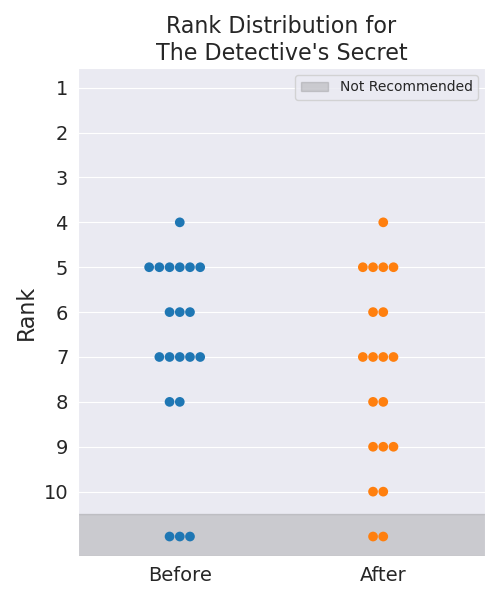 Rank Distribution for
The Detective's Secret
Not Recommended
Rank
1
2
3
4
5
6
7
8
9
10
Before
After